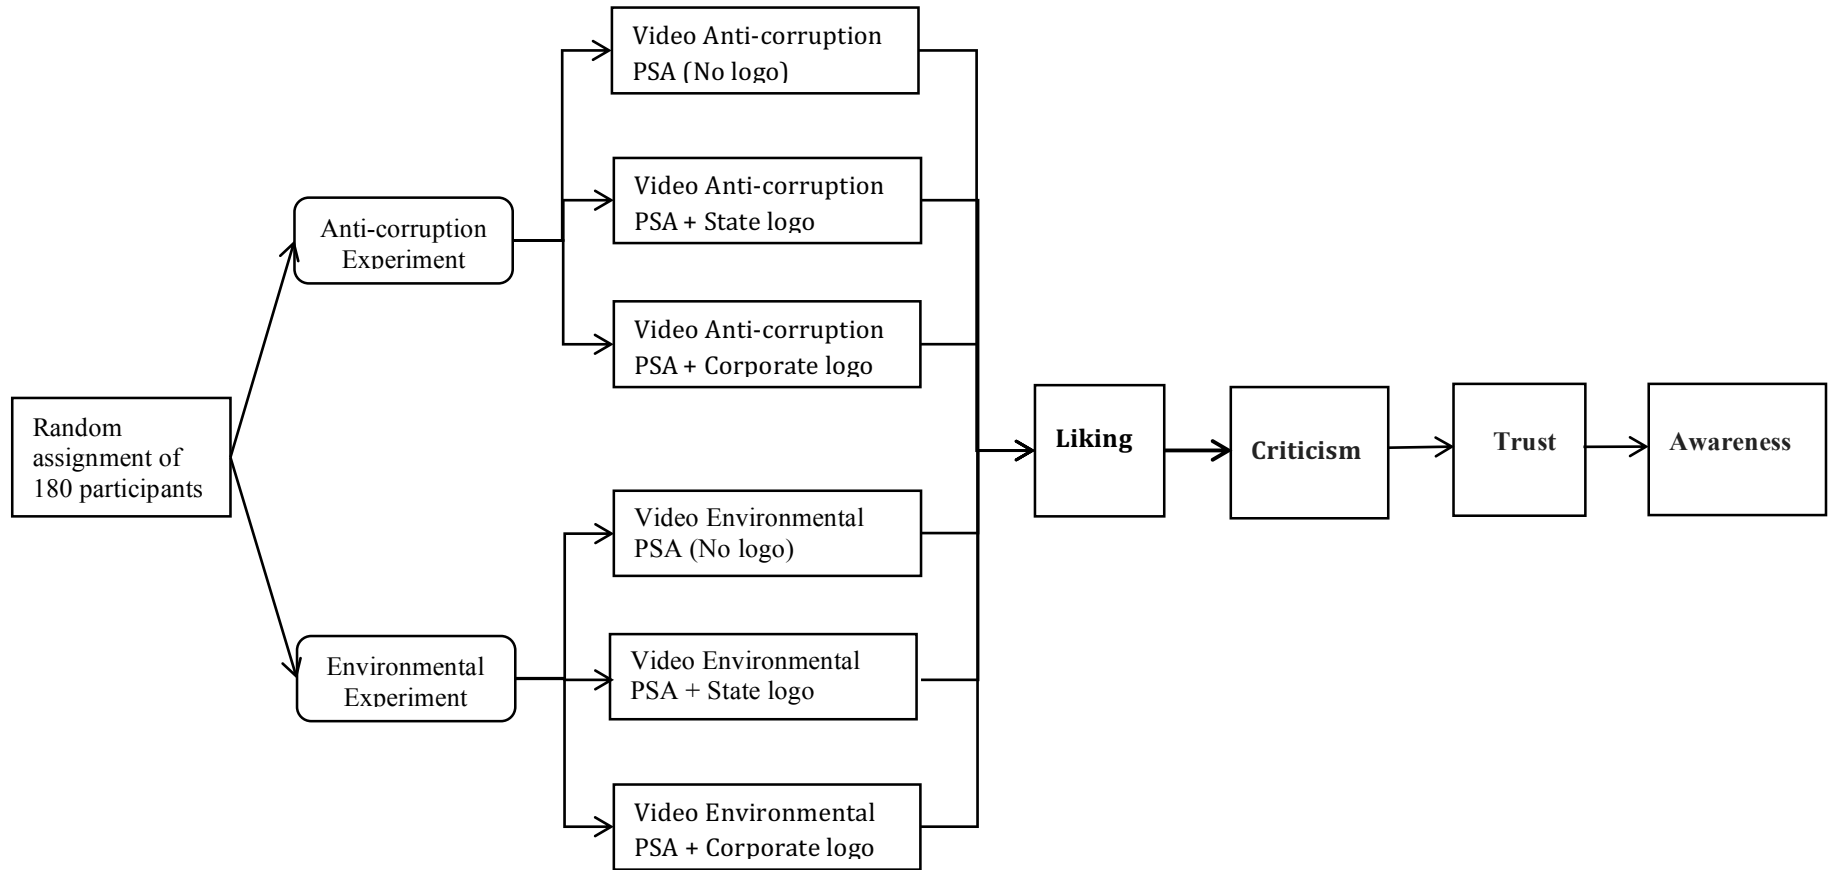 Random
assignment of
180 participants
Anti-corruption
Experiment
Environmental
Experiment
Video Anti-corruption
PSA (No logo)
Video Anti-corruption
PSA + State logo
Video Anti-corruption
PSA + Corporate logo
Video Environmental
PSA (No logo)
Video Environmental
PSA + State logo
Video Environmental
PSA + Corporate logo
Liking
Criticism
Trust
Awareness